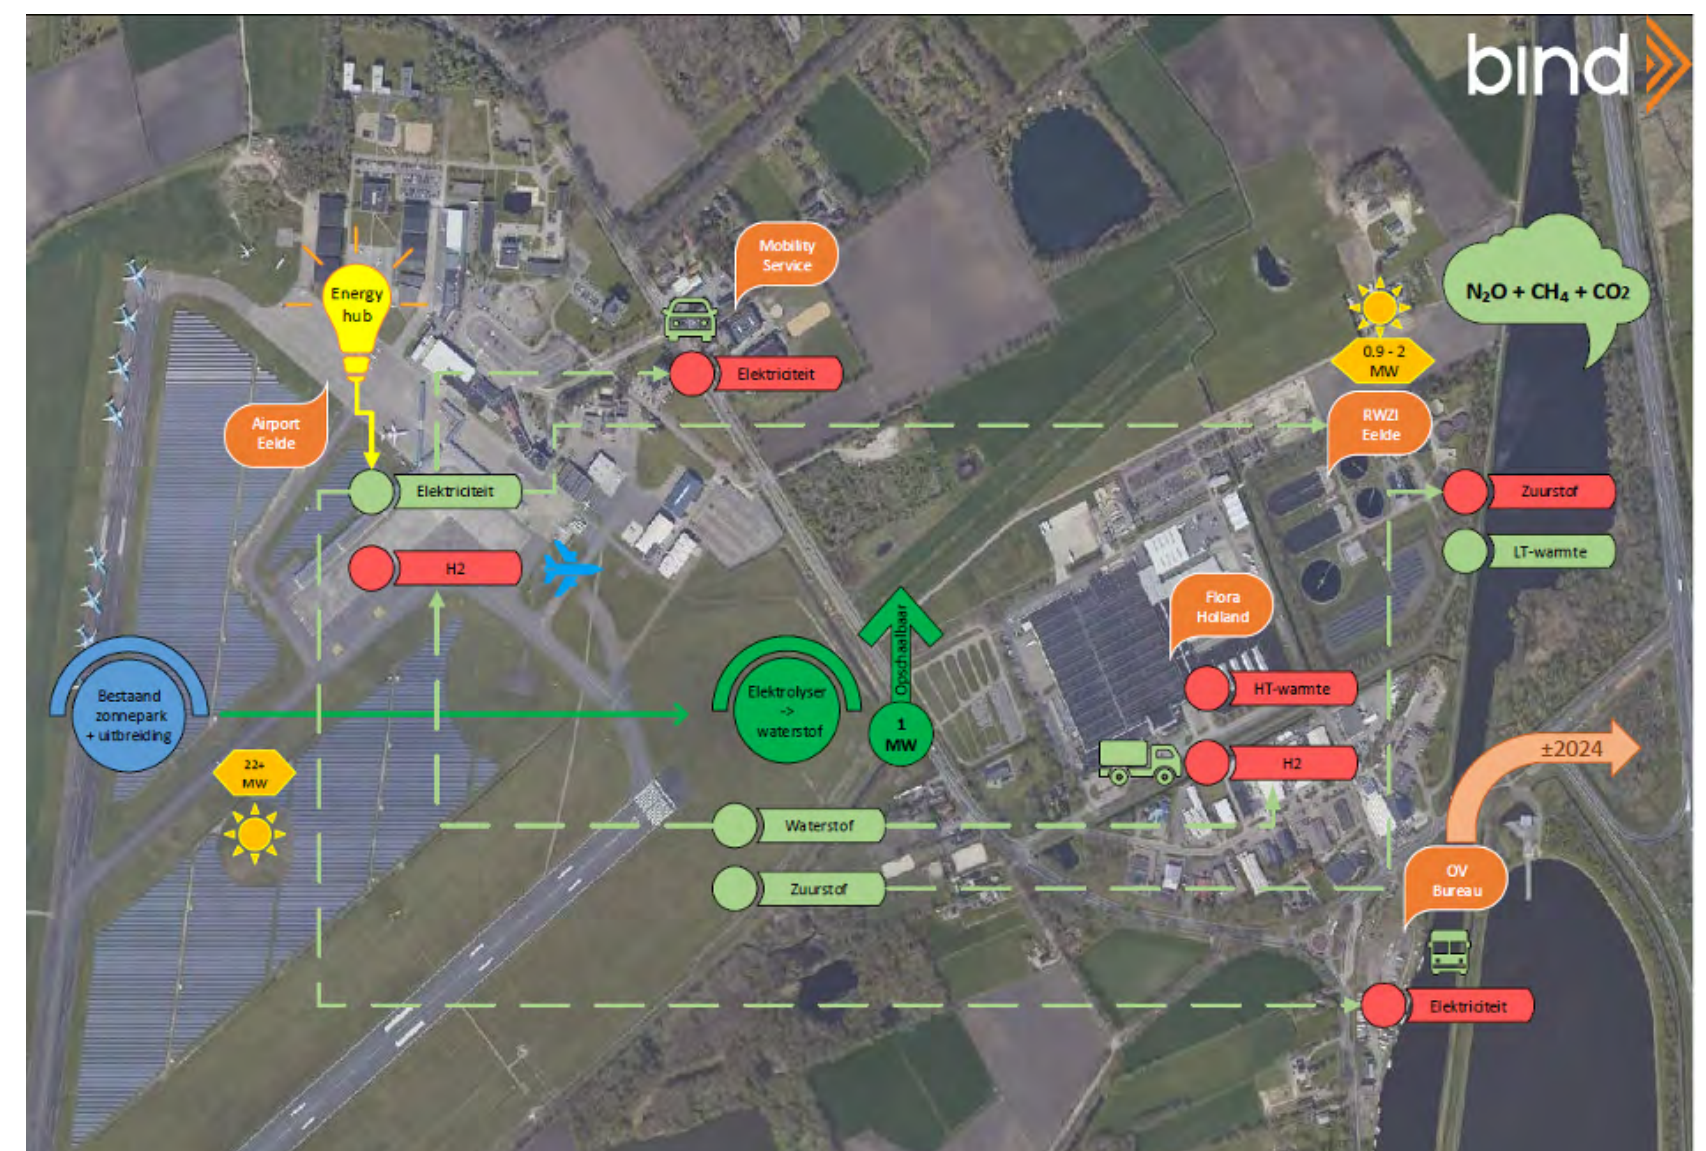 bind
Energy
hub
Mobility
Service
N₂O + CH₄ + CO2
0.9 - 2
MW
Elektriciteit
Airport
Eelde
RWZI
Eelde
Elektriciteit
Zuurstof
H2
LT-warmte
Flora
Holland
Opschaalbaar
Bestaand
zonnepark
+ uitbreiding
Elektrolyser
->
waterstof
1
MW
HT-warmte
±2024
22+
MW
H2
Waterstof
Zuurstof
OV
Bureau
Elektriciteit